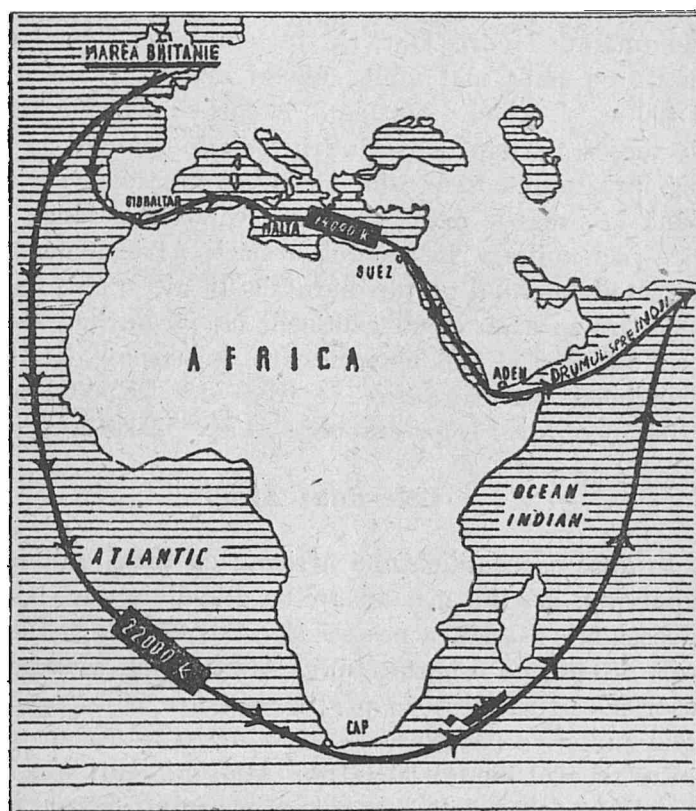 MAREA BRITANIE
GIBRALTAR
MALTA
14000 K
SUEZ
AFRICA
ADEN
DRUMUL SPRE INDII
OCEAN
INDIAN
ATLANTIC
22000 K
CAP